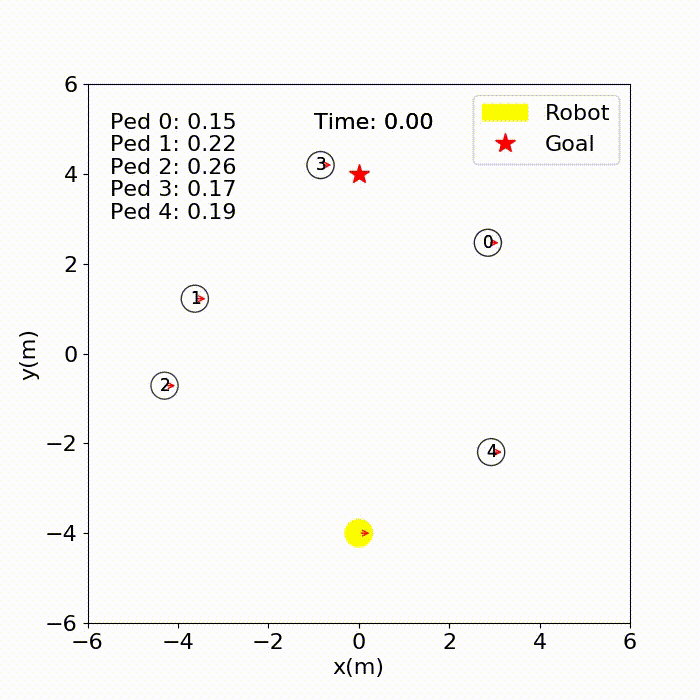 Ped 0: 0.15
Ped 1: 0.22
Ped 2: 0.26
Ped 3: 0.17
Ped 4: 0.19
Time: 0.00
Robot
Goal
3
0
1
2
4
6
4
2
0
−2
−4
−6
y(m)
−6
−4
−2
0
2
4
6
x(m)